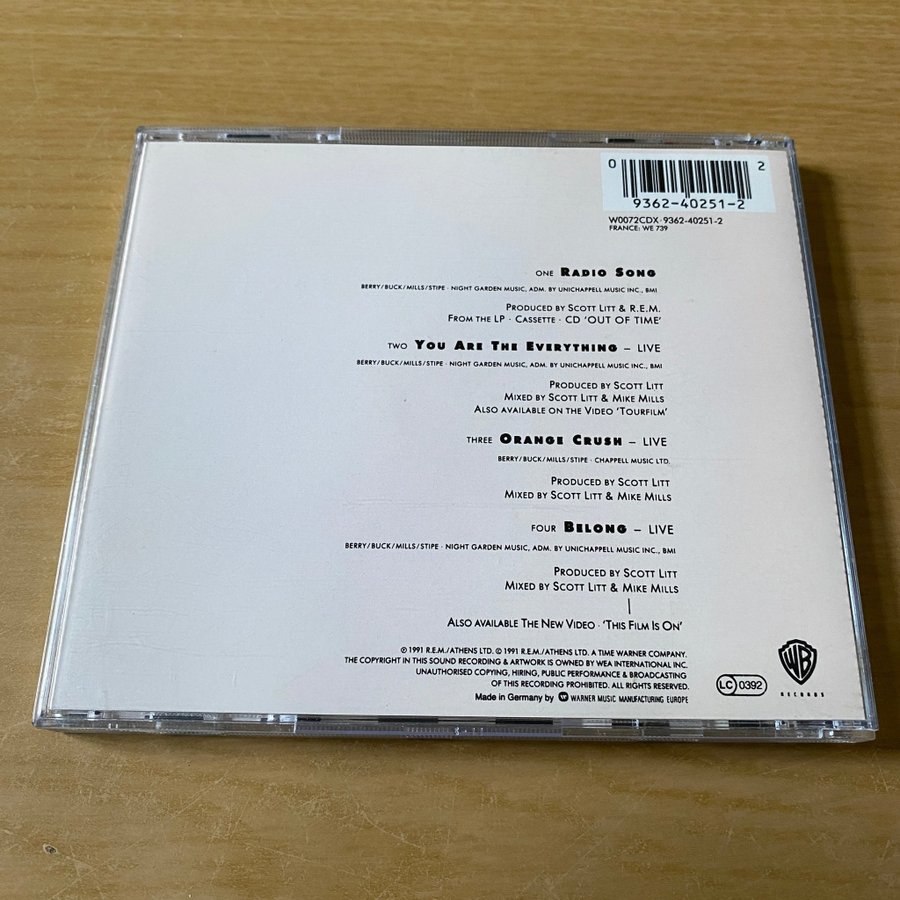 0 2
9362-40251-2
W0072CDX · 9362-40251-2
FRANCE: WE 739
ONE RADIO SONG
BERRY/BUCK/MILLS/STIPE · NIGHT GARDEN MUSIC, ADM. BY UNICHAPPELL MUSIC INC., BMI
PRODUCED BY SCOTT LITT & R.E.M.
FROM THE LP · CASSETTE · CD 'OUT OF TIME'
TWO YOU ARE THE EVERYTHING – LIVE
BERRY/BUCK/MILLS/STIPE · NIGHT GARDEN MUSIC, ADM. BY UNICHAPPELL MUSIC INC., BMI
PRODUCED BY SCOTT LITT
MIXED BY SCOTT LITT & MIKE MILLS
ALSO AVAILABLE ON THE VIDEO 'TOURFILM'
THREE ORANGE CRUSH – LIVE
BERRY/BUCK/MILLS/STIPE · CHAPPELL MUSIC LTD.
PRODUCED BY SCOTT LITT
MIXED BY SCOTT LITT & MIKE MILLS
FOUR BELONG – LIVE
BERRY/BUCK/MILLS/STIPE · NIGHT GARDEN MUSIC, ADM. BY UNICHAPPELL MUSIC INC., BMI
PRODUCED BY SCOTT LITT
MIXED BY SCOTT LITT & MIKE MILLS
ALSO AVAILABLE THE NEW VIDEO · 'THIS FILM IS ON'
℗ 1991 R.E.M./ATHENS LTD. © 1991 R.E.M./ATHENS LTD. A TIME WARNER COMPANY.
THE COPYRIGHT IN THIS SOUND RECORDING & ARTWORK IS OWNED BY WEA INTERNATIONAL INC.
UNAUTHORISED COPYING, HIRING, PUBLIC PERFORMANCE & BROADCASTING
OF THIS RECORDING PROHIBITED. ALL RIGHTS RESERVED.
Made in Germany by WARNER MUSIC MANUFACTURING EUROPE
LC 0392
WB
RECORDS